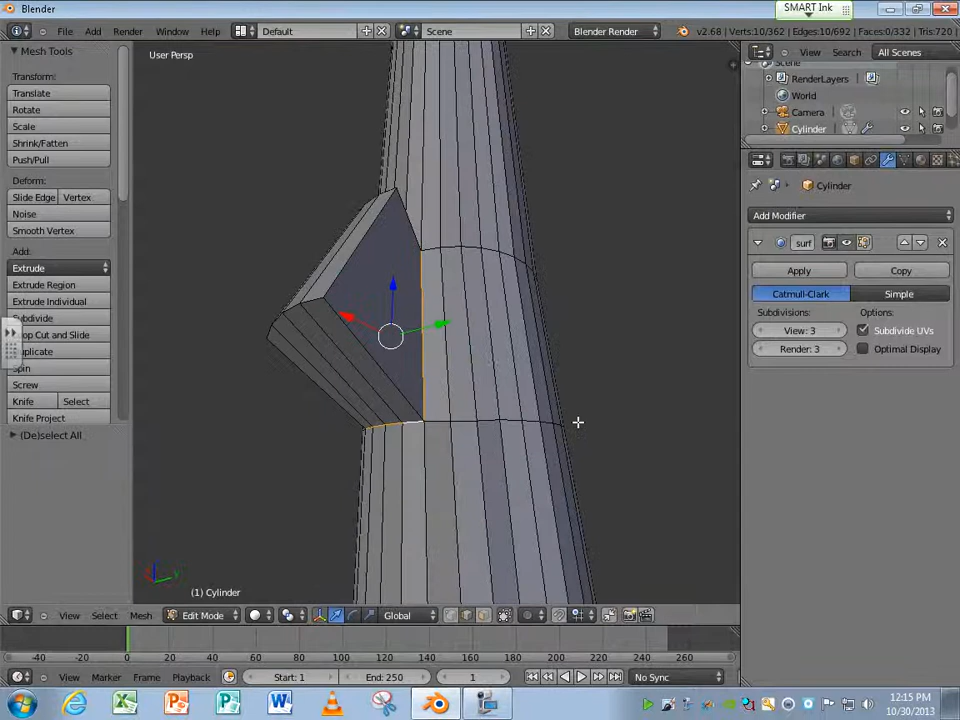 Blender
SMART Ink
File Add Render Window Help Default Scene Blender Render v2.68 | Verts:10/362 | Edges:10/692 | Faces:0/332 | Tris:720
Mesh Tools
User Persp
View Search All Scenes
Scene
RenderLayers
World
Camera
Cylinder
Transform:
Translate
Rotate
Scale
Shrink/Fatten
Push/Pull
Deform:
Slide Edge Vertex
Noise
Smooth Vertex
Add:
Extrude
Extrude Region
Extrude Individual
Subdivide
oop Cut and Slide
uplicate
Spin
Screw
Knife Select
Knife Project
(De)select All
Cylinder
Add Modifier
surf
Apply Copy
Catmull-Clark Simple
Subdivisions: Options:
View: 3 Subdivide UVs
Render: 3 Optimal Display
(1) Cylinder
View Select Mesh Edit Mode Global
-40 -20 0 20 40 60 80 100 120 140 160 180 200 220 240 260 280
View Marker Frame Playback Start: 1 End: 250 1 No Sync
12:15 PM
10/30/2013